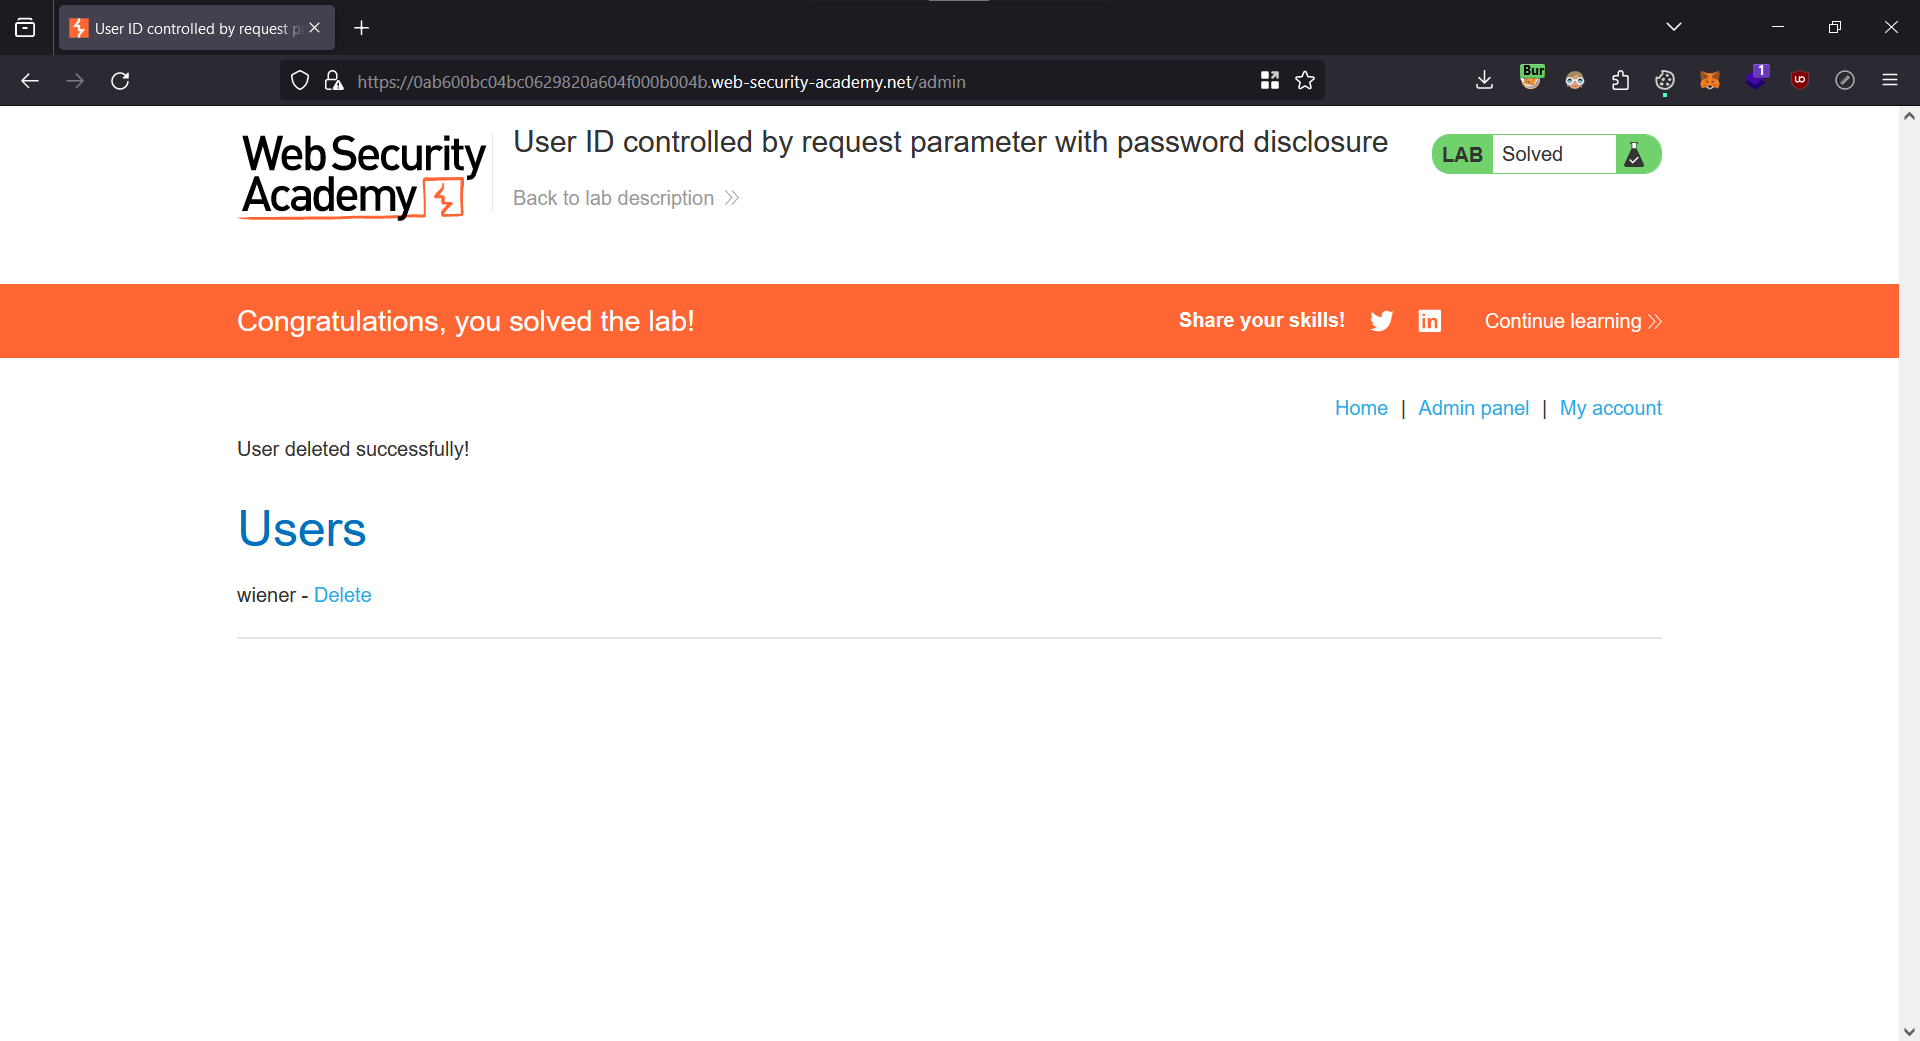 User ID controlled by request p
https://0ab600bc04bc0629820a604f000b004b.web-security-academy.net/admin
Bur
1
Web Security
Academy
User ID controlled by request parameter with password disclosure
Back to lab description
LAB Solved
Congratulations, you solved the lab!
Share your skills!
Continue learning
Home | Admin panel | My account
User deleted successfully!
Users
wiener - Delete